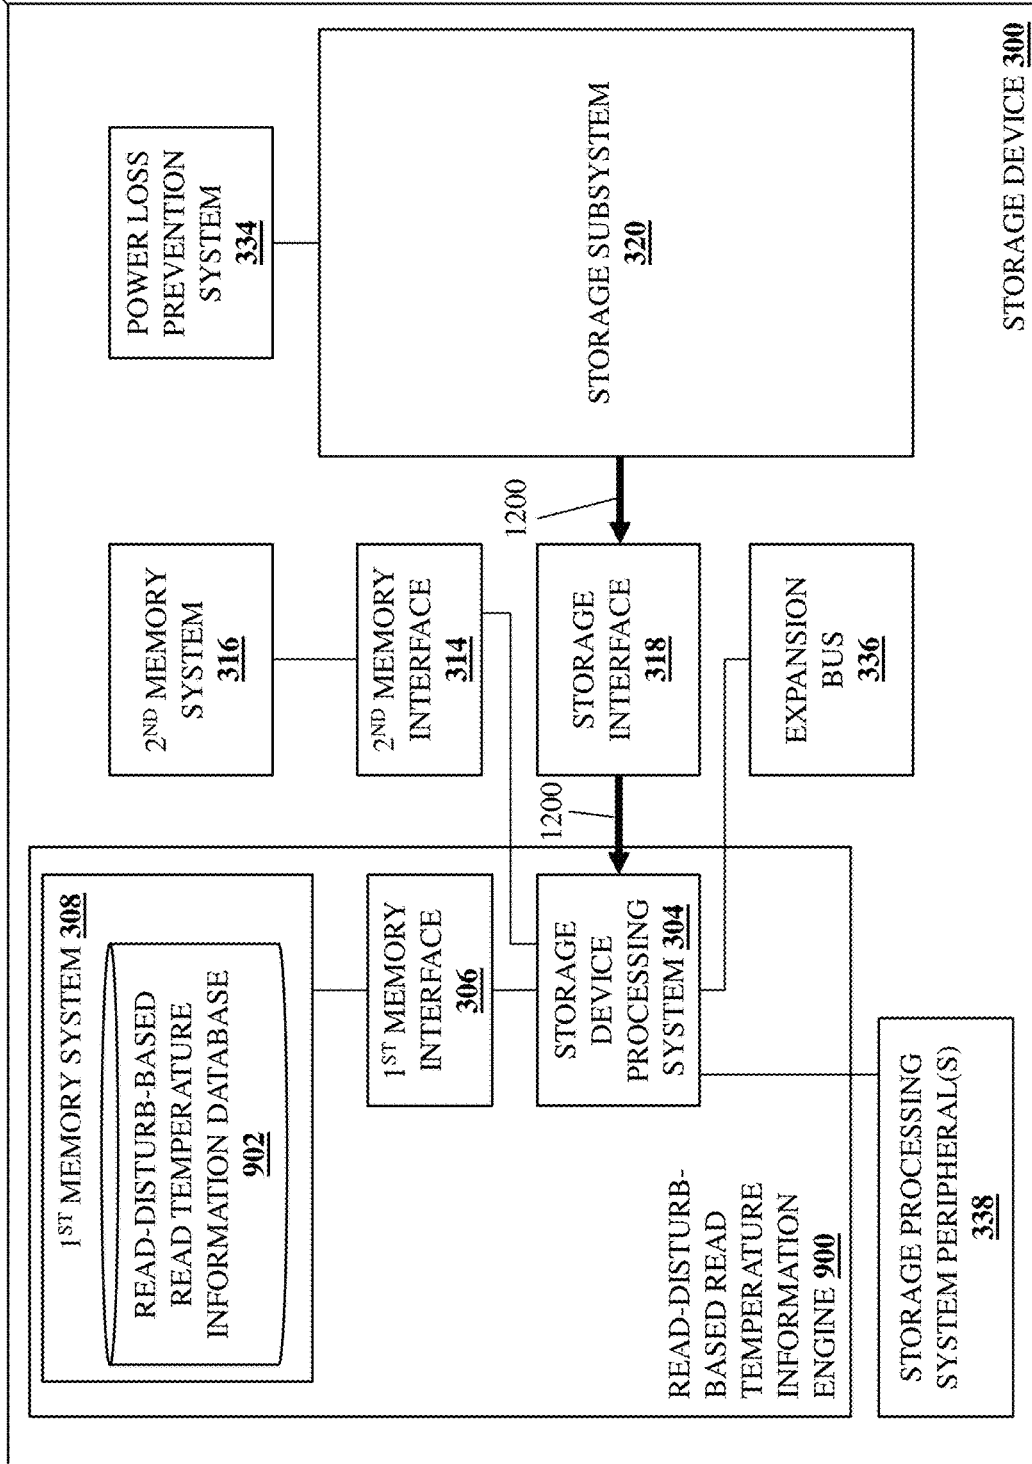 1ST MEMORY SYSTEM 308
READ-DISTURB-BASED
READ TEMPERATURE
INFORMATION DATABASE
902
1ST MEMORY
INTERFACE
306
STORAGE
DEVICE
PROCESSING
SYSTEM 304
READ-DISTURB-
BASED READ
TEMPERATURE
INFORMATION
ENGINE 900
STORAGE PROCESSING
SYSTEM PERIPHERAL(S)
338
2ND MEMORY
SYSTEM
316
2ND MEMORY
INTERFACE
314
1200
STORAGE
INTERFACE
318
1200
EXPANSION
BUS
336
POWER LOSS
PREVENTION
SYSTEM
334
STORAGE SUBSYSTEM
320
STORAGE DEVICE 300